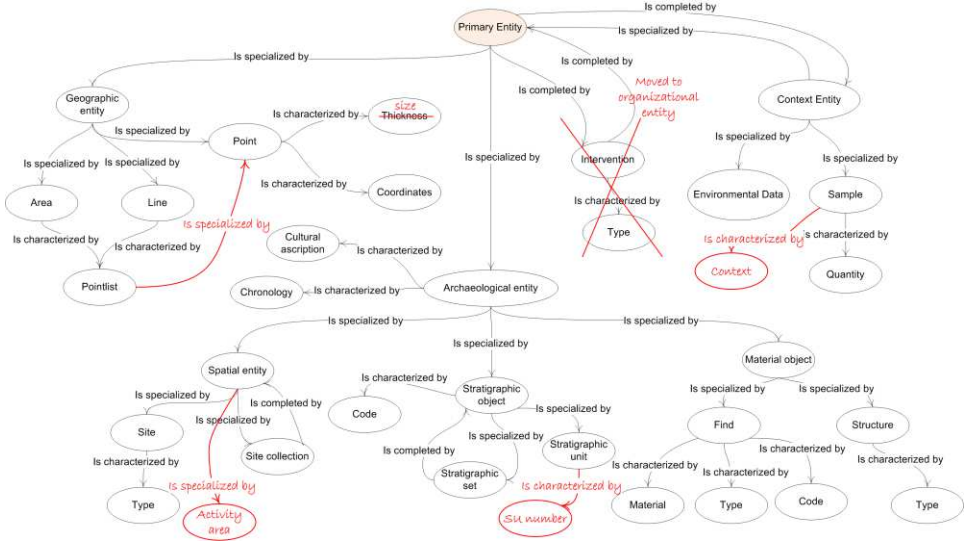 Is completed by
Primary Entity
Is specialized by
Is specialized by
Is completed by
Moved to
organizational
entity
Is completed by
Geographic
entity
Context Entity
size
Thickness
Is characterized by
Is specialized by
Point
Is specialized by
Is specialized by
Is specialized by
Intervention
Is specialized by
Is specialized by
Is characterized by
Coordinates
Environmental Data
Sample
Area
Line
Is characterized by
Is specialized by
Type
Is characterized by
Is characterized by
Is characterized by
Cultural
ascription
Is characterized by
Is characterized by
Context
Quantity
Pointlist
Chronology
Is characterized by
Archaeological entity
Is specialized by
Is specialized by
Is specialized by
Spatial entity
Material object
Is characterized by
Stratigraphic
object
Is specialized by
Is specialized by
Is specialized by
Is completed by
Is specialized by
Code
Is specialized by
Site
Find
Structure
Is completed by
Is specialized by
Stratigraphic
unit
Site collection
Is characterized by
Is characterized by
Is characterized by
Is characterized by
Is characterized by
Stratigraphic
set
Is specialized by
Is characterized by
Type
Material
Type
Code
Type
Activity
area
SU number